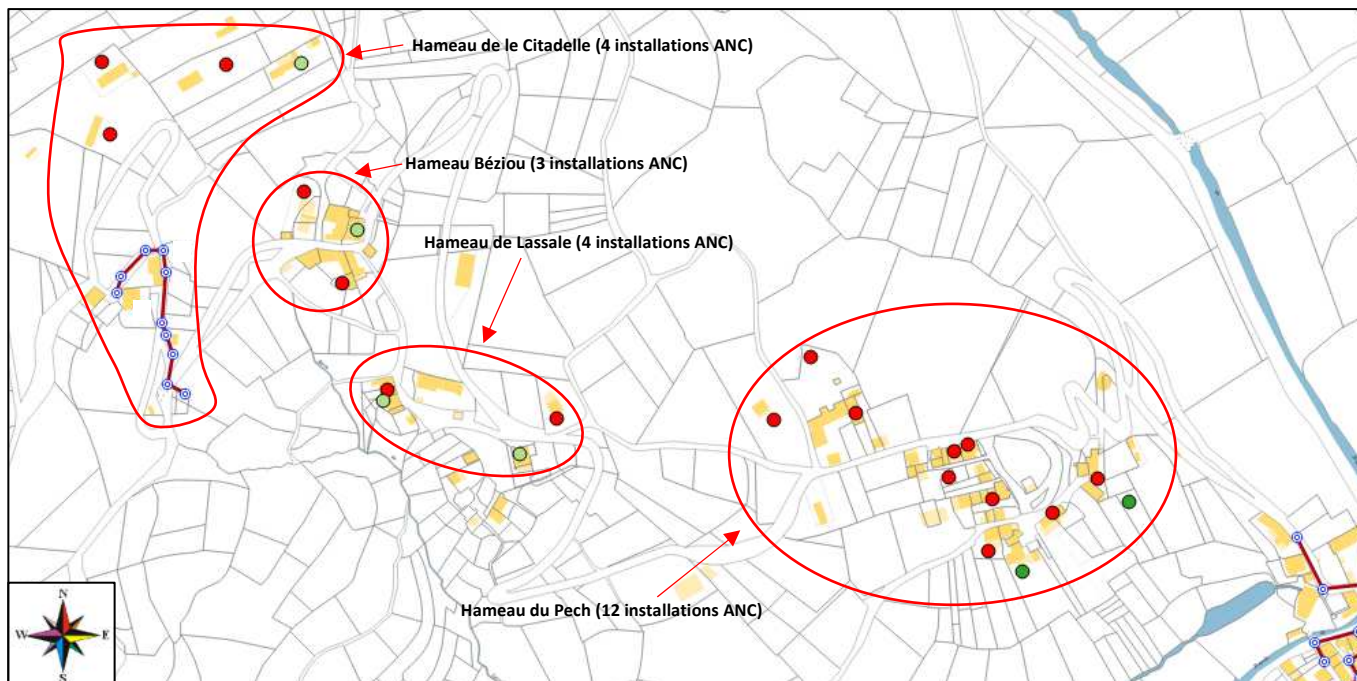 Hameau de le Citadelle (4 installations ANC)
Hameau Béziou (3 installations ANC)
Hameau de Lassale (4 installations ANC)
Hameau du Pech (12 installations ANC)
N
W E
S